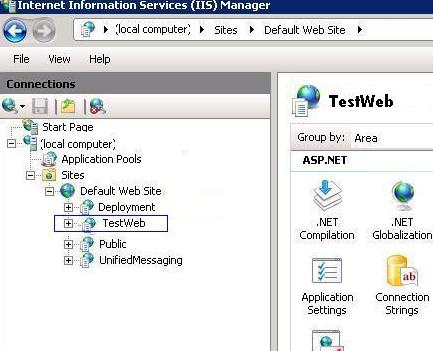 Internet Information Services (IIS) Manager
(local computer) Sites Default Web Site
File View Help
Connections
Start Page
(local computer)
Application Pools
Sites
Default Web Site
Deployment
TestWeb
Public
UnifiedMessaging
TestWeb
Group by: Area
ASP.NET
.NET
Compilation
.NET
Globalization
Application
Settings
ab
Connection
Strings